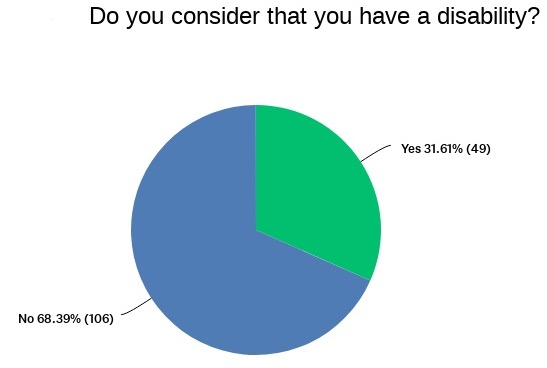 Do you consider that you have a disability?
Yes 31.61% (49)
No 68.39% (106)